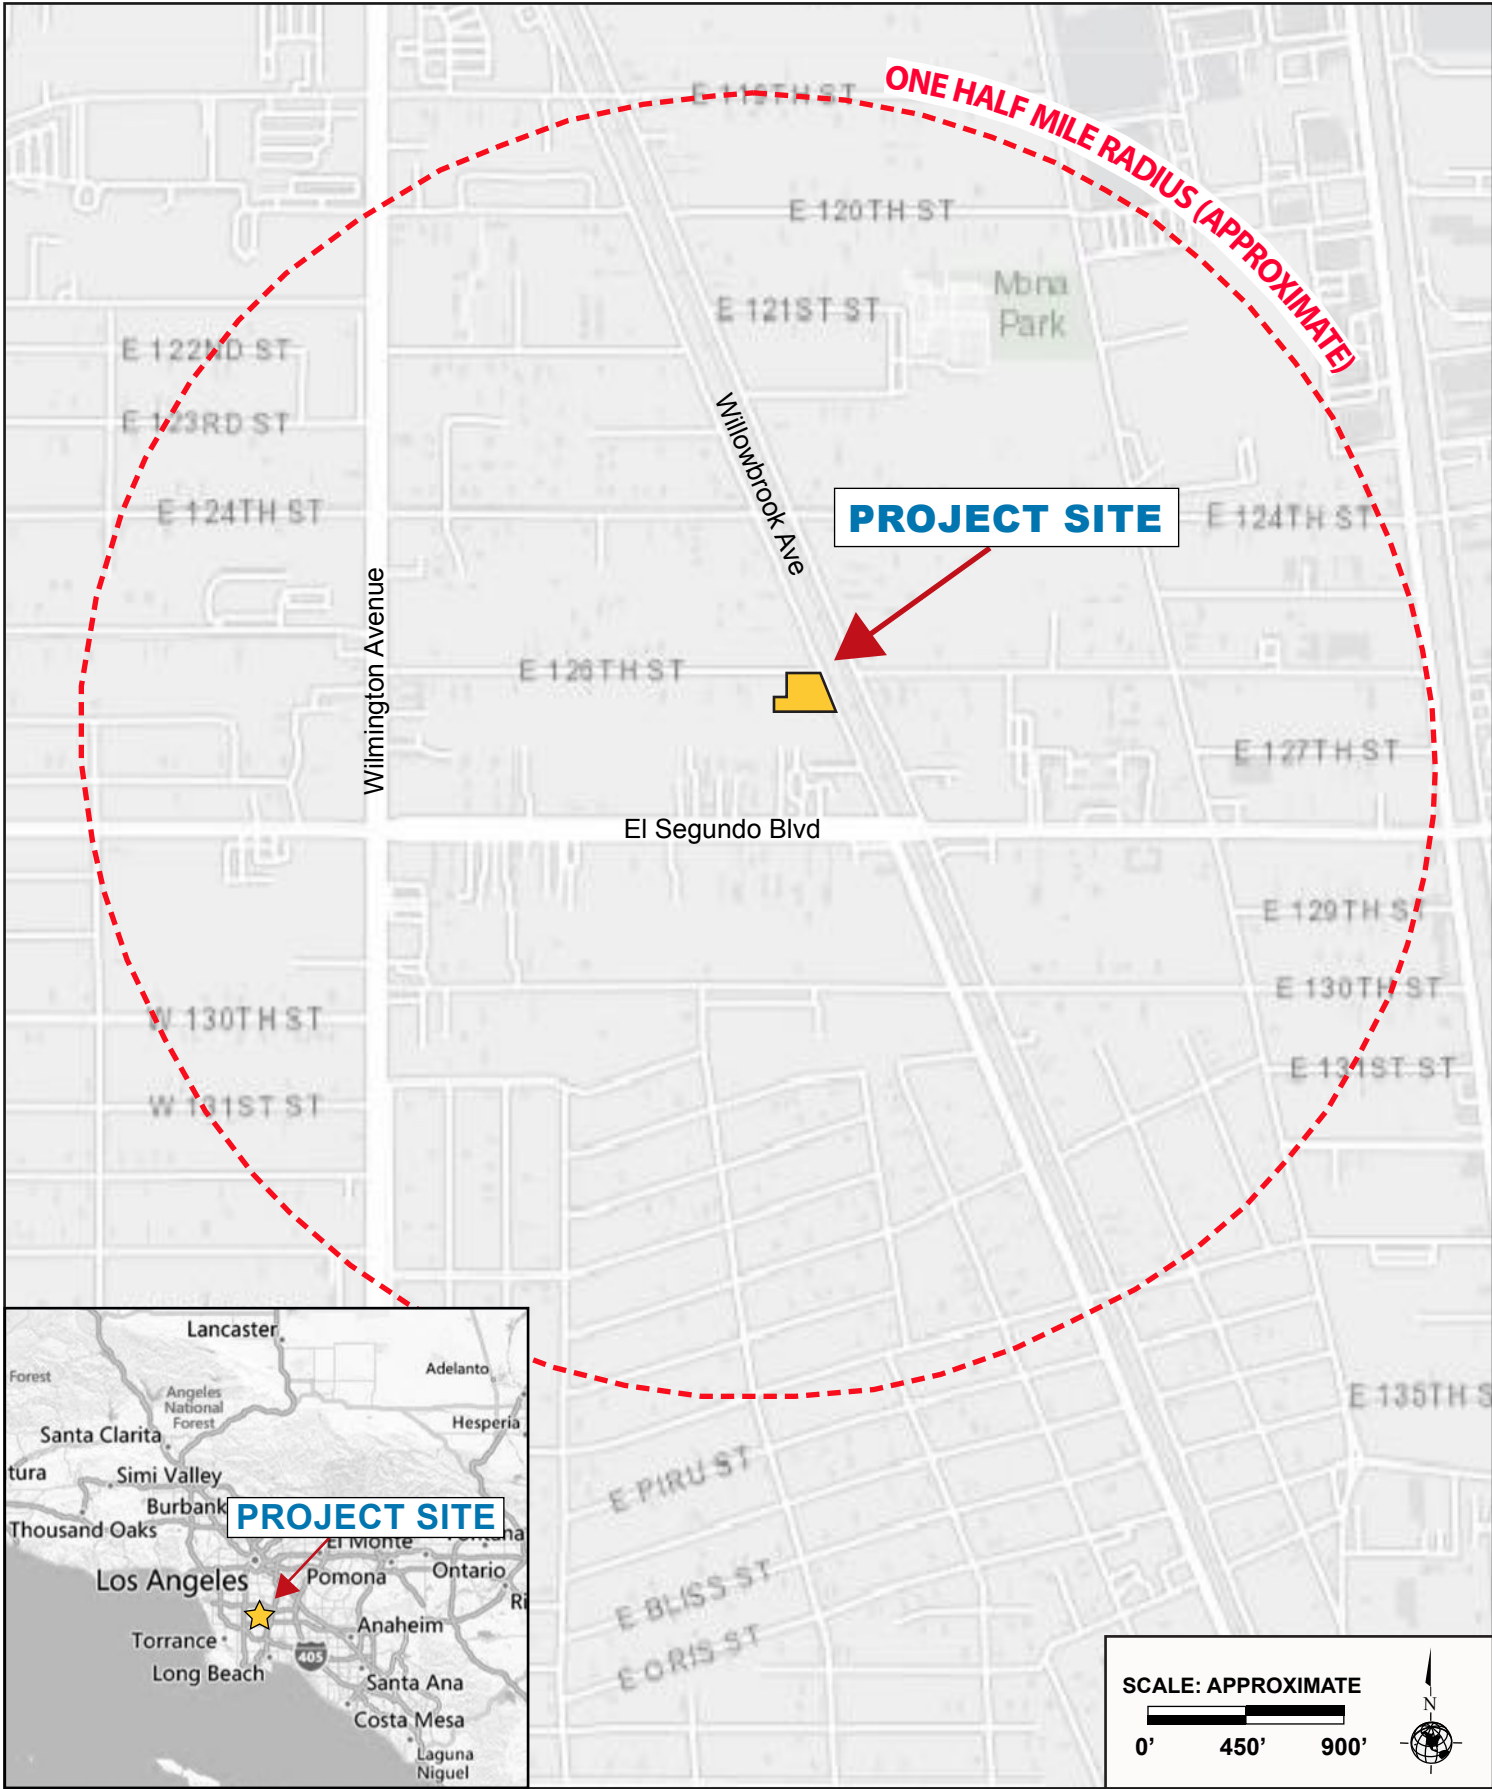 E 119TH ST
ONE HALF MILE RADIUS (APPROXIMATE)
E 120TH ST
Mona
Park
E 121ST ST
E 122ND ST
E 123RD ST
Willowbrook Ave
E 124TH ST
PROJECT SITE
E 124TH ST
Wilmington Avenue
E 126TH ST
E 127TH ST
El Segundo Blvd
E 129TH ST
E 130TH ST
W 130TH ST
E 131ST ST
W 131ST ST
E 135TH S
E PIRU ST
E BLISS ST
E ORIS ST
Lancaster
Adelanto
Forest
Angeles
National
Forest
Hesperia
Santa Clarita
tura
Simi Valley
Burbank
PROJECT SITE
Thousand Oaks
El Monte
Los Angeles
Pomona
Ontario
Ri
Anaheim
Torrance
405
Long Beach
Santa Ana
Costa Mesa
Laguna
Niguel
SCALE: APPROXIMATE
0' 450' 900'
N